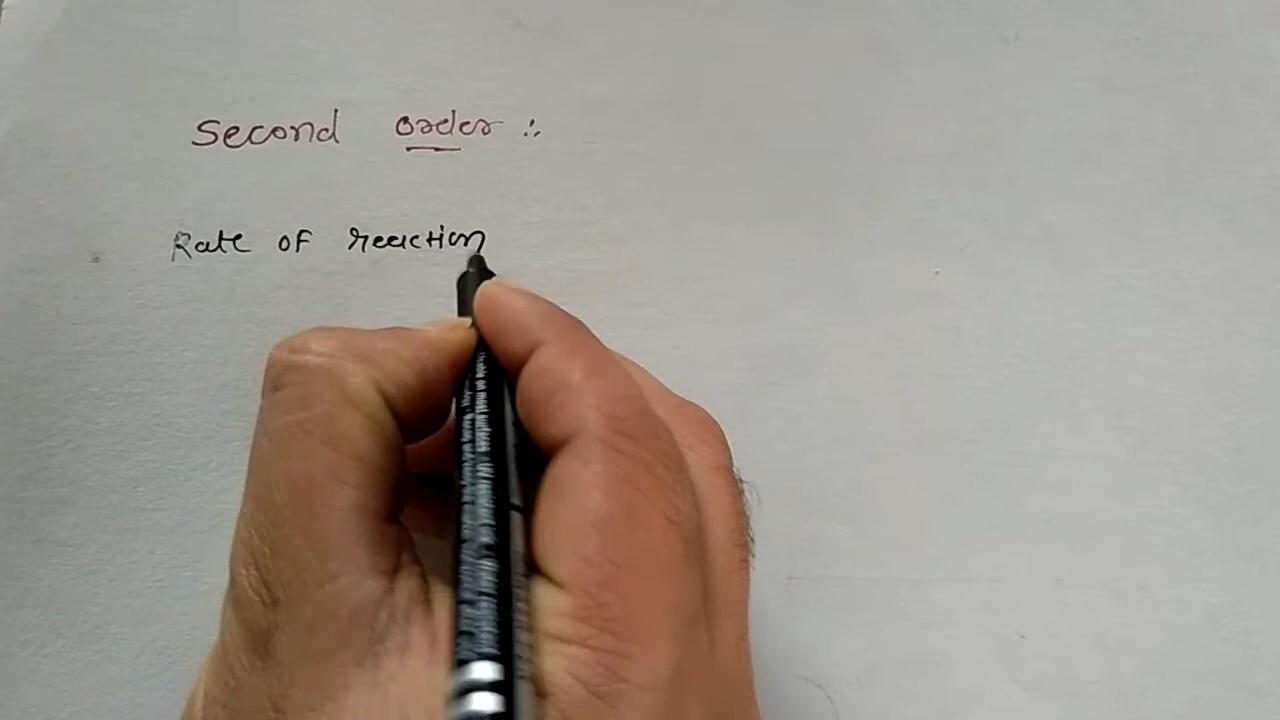 Second order :.
Rate of reaction